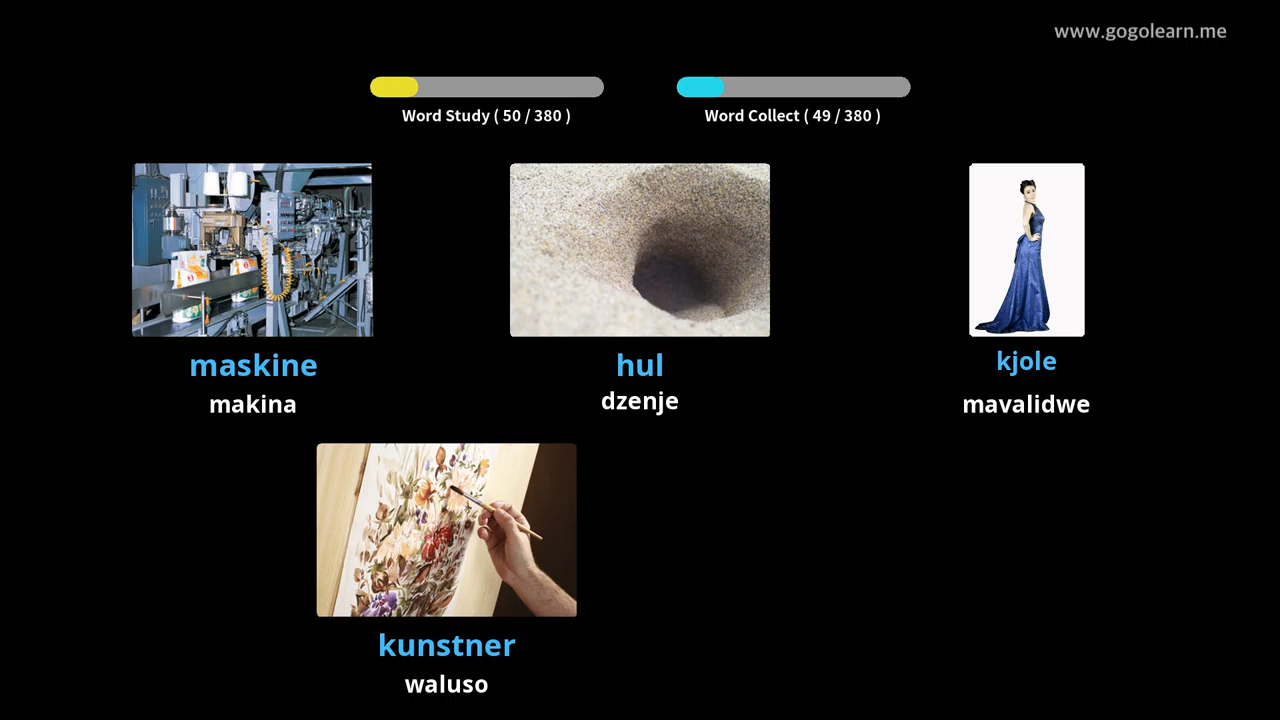 www.gogolearn.me
Word Study ( 50 / 380 )
Word Collect ( 49 / 380 )
maskine
makina
hul
dzenje
kjole
mavalidwe
kunstner
waluso